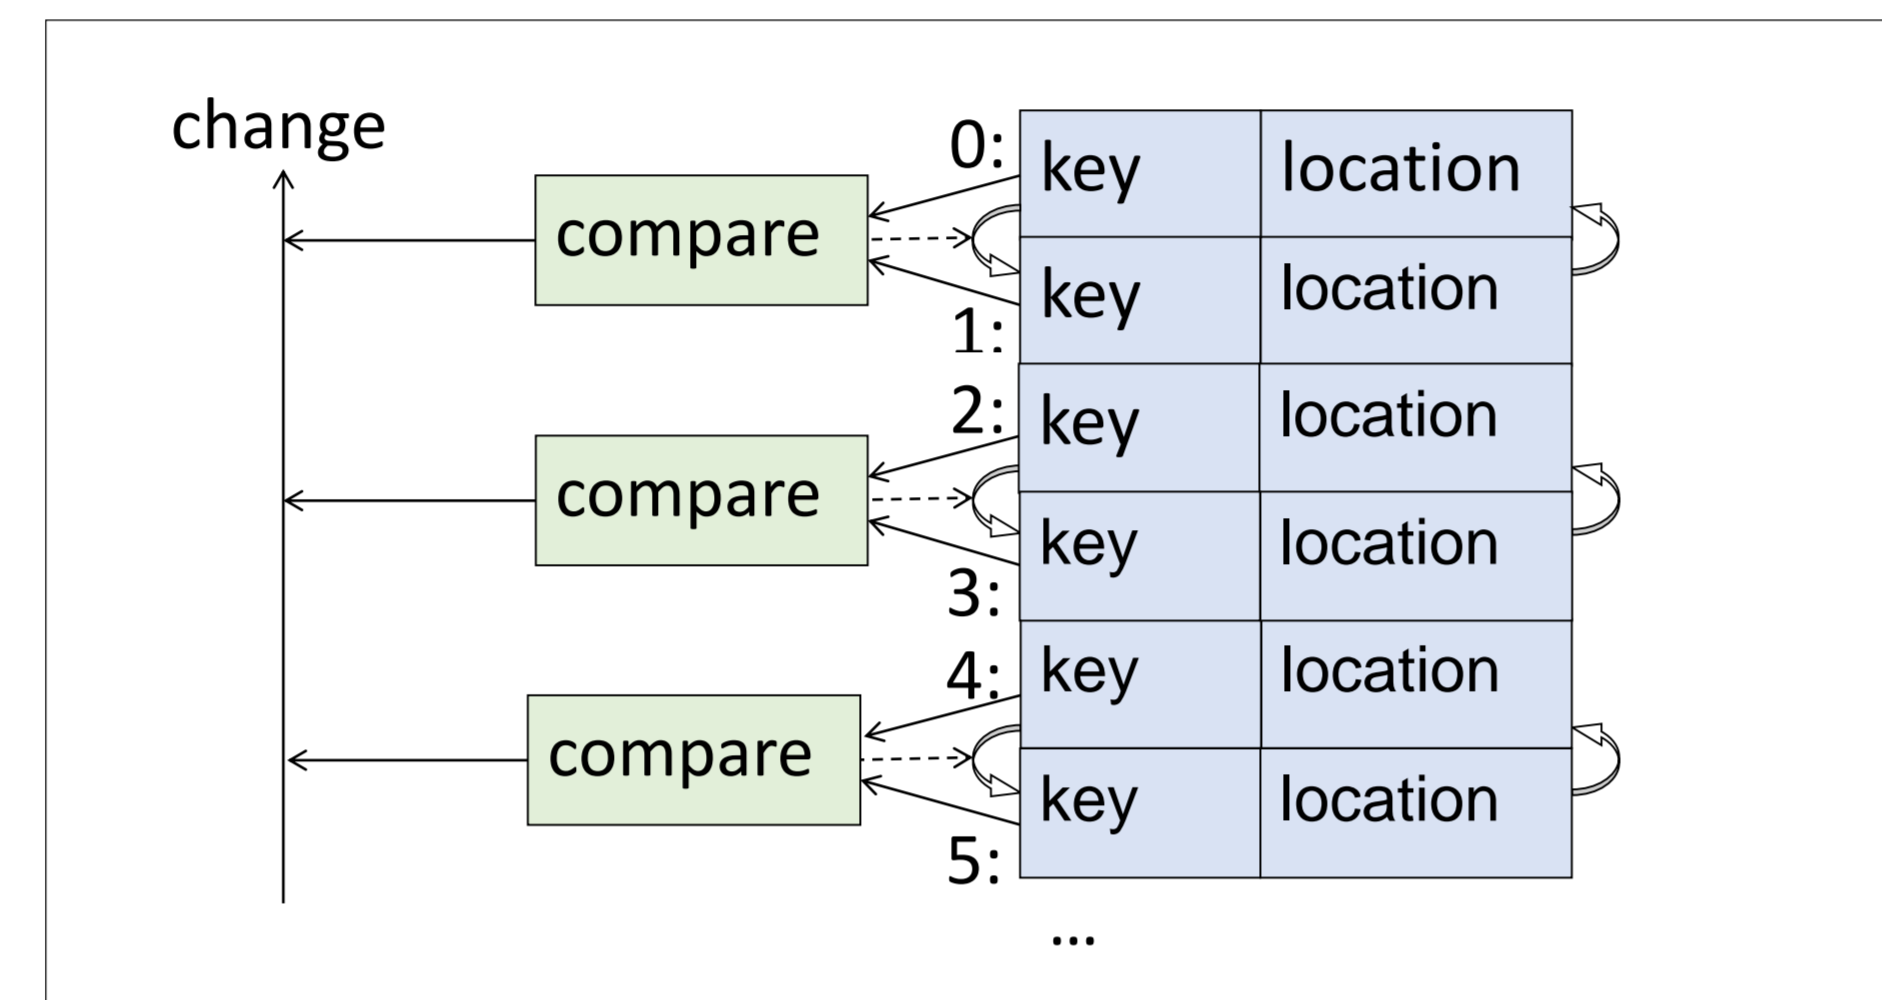 change
0: key location
compare
key location
1:
2: key location
compare
key location
3:
4: key location
compare
key location
5:
...